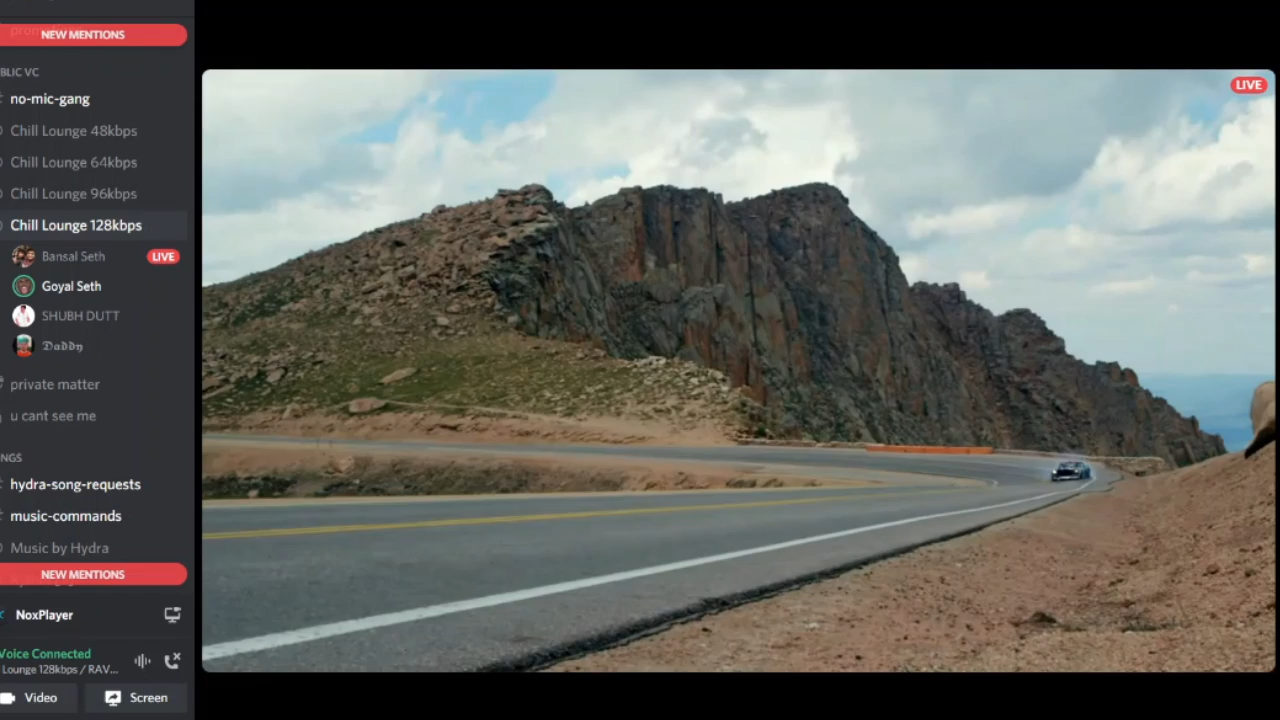 NEW MENTIONS
BLIC VC
no-mic-gang
Chill Lounge 48kbps
Chill Lounge 64kbps
Chill Lounge 96kbps
Chill Lounge 128kbps
Bansal Seth LIVE
Goyal Seth
SHUBH DUTT
𝕯𝖆𝖉𝖉𝖞
private matter
u cant see me
NGS
hydra-song-requests
music-commands
Music by Hydra
NEW MENTIONS
NoxPlayer
Voice Connected
Lounge 128kbps / RAV...
Video Screen
LIVE